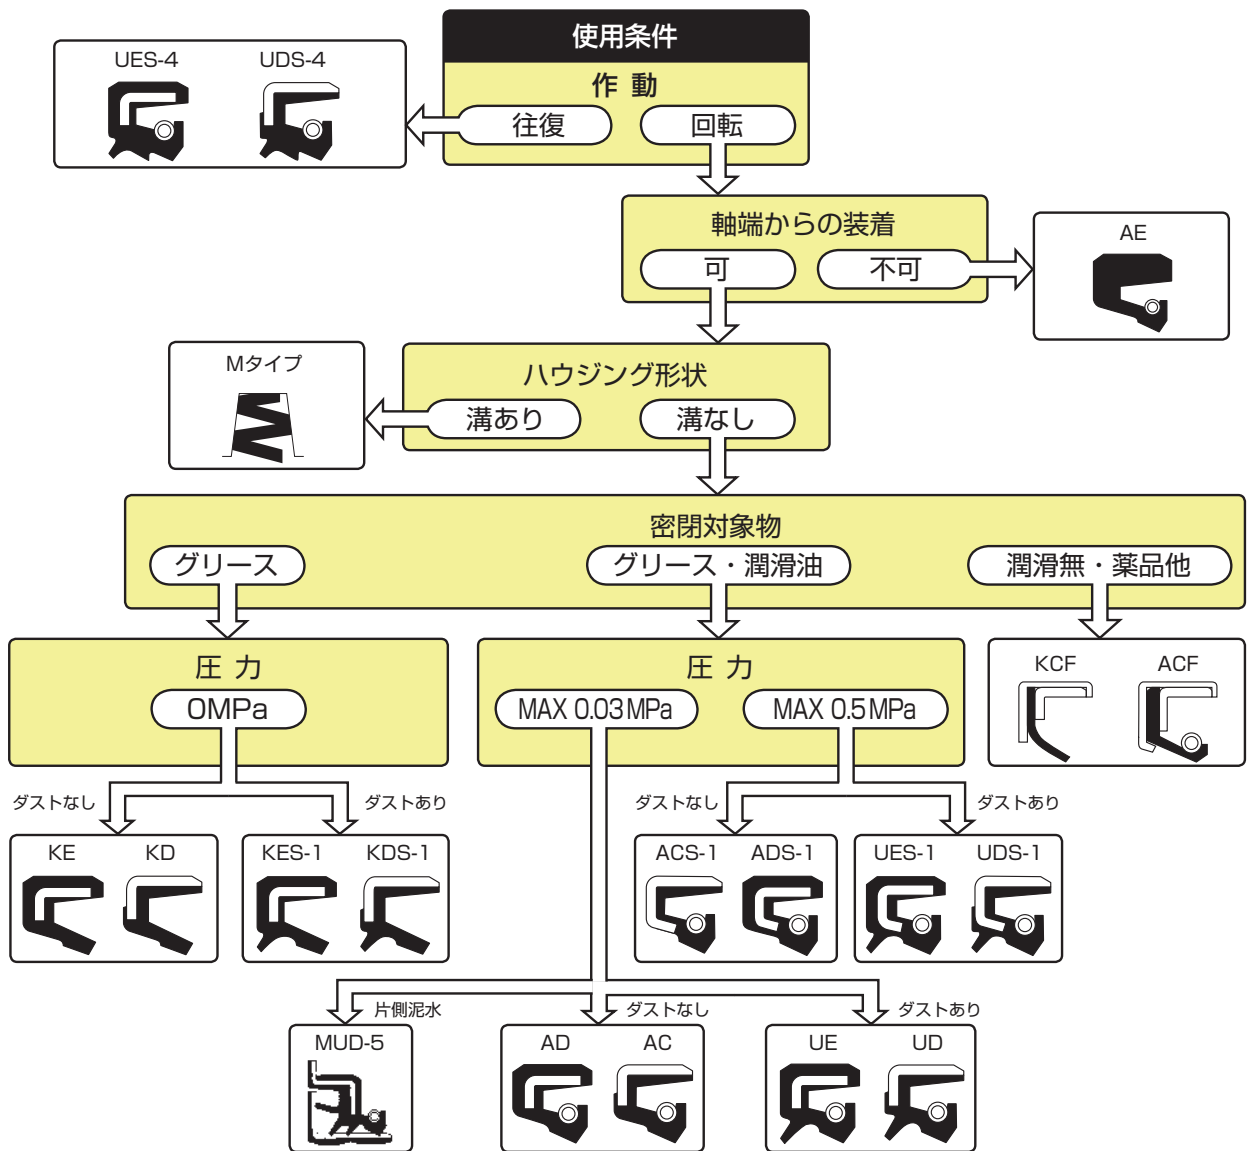 使用条件
作 動
往復
回転
UES-4
UDS-4
軸端からの装着
可
不可
AE
ハウジング形状
溝あり
溝なし
Mタイプ
密閉対象物
グリース
グリース・潤滑油
潤滑無・薬品他
圧 力
0MPa
圧 力
MAX 0.03MPa
MAX 0.5MPa
KCF
ACF
ダストなし
ダストあり
ダストなし
ダストあり
KE
KD
KES-1
KDS-1
ACS-1
ADS-1
UES-1
UDS-1
片側泥水
ダストなし
ダストあり
MUD-5
AD
AC
UE
UD